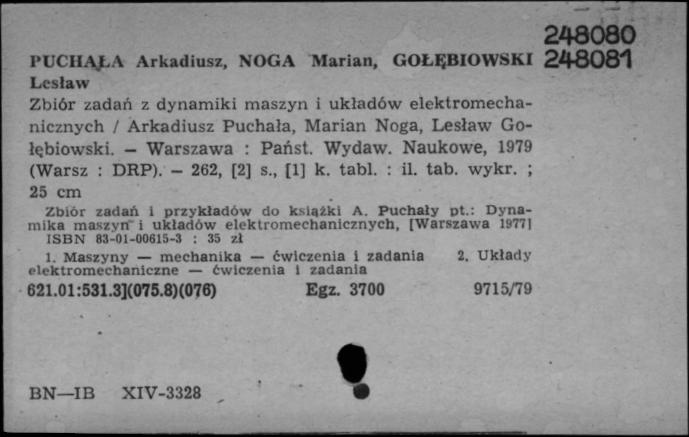 248080
PUCHAŁA Arkadiusz, NOGA Marian, GOŁĘBIOWSKI 248081
Lesław
Zbiór zadań z dynamiki maszyn i układów elektromecha-
nicznych / Arkadiusz Puchała, Marian Noga, Lesław Go-
łębiowski. — Warszawa : Państ. Wydaw. Naukowe, 1979
(Warsz : DRP). — 262, [2] s., [1] k. tabl. : il. tab. wykr. ;
25 cm
Zbiór zadań i przykładów do książki A. Puchały pt.: Dyna-
mika maszyn i układów elektromechanicznych, [Warszawa 1977]
ISBN 83-01-00615-3 : 35 zł
1. Maszyny — mechanika — ćwiczenia i zadania 2. Układy
elektromechaniczne — ćwiczenia i zadania
621.01:531.3](075.8)(076) Egz. 3700 9715/79
BN—IB XIV-3328